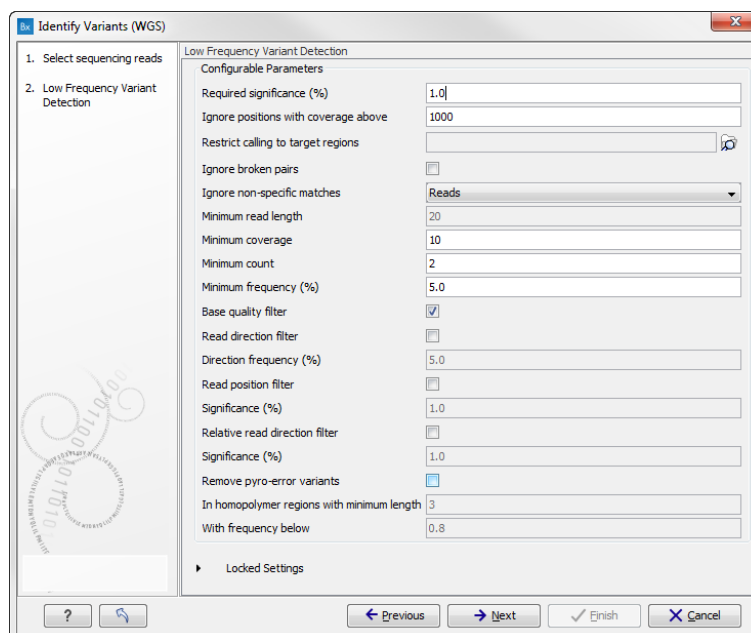 Bx Identify Variants (WGS)
x
1. Select sequencing reads
2. Low Frequency Variant
Detection
Low Frequency Variant Detection
Configurable Parameters
Required significance (%) 1.0
Ignore positions with coverage above 1000
Restrict calling to target regions
Ignore broken pairs
Ignore non-specific matches Reads
Minimum read length 20
Minimum coverage 10
Minimum count 2
Minimum frequency (%) 5.0
Base quality filter
Read direction filter
Direction frequency (%) 5.0
Read position filter
Significance (%) 1.0
Relative read direction filter
Significance (%) 1.0
Remove pyro-error variants
In homopolymer regions with minimum length 3
With frequency below 0.8
Locked Settings
? Previous Next Finish Cancel